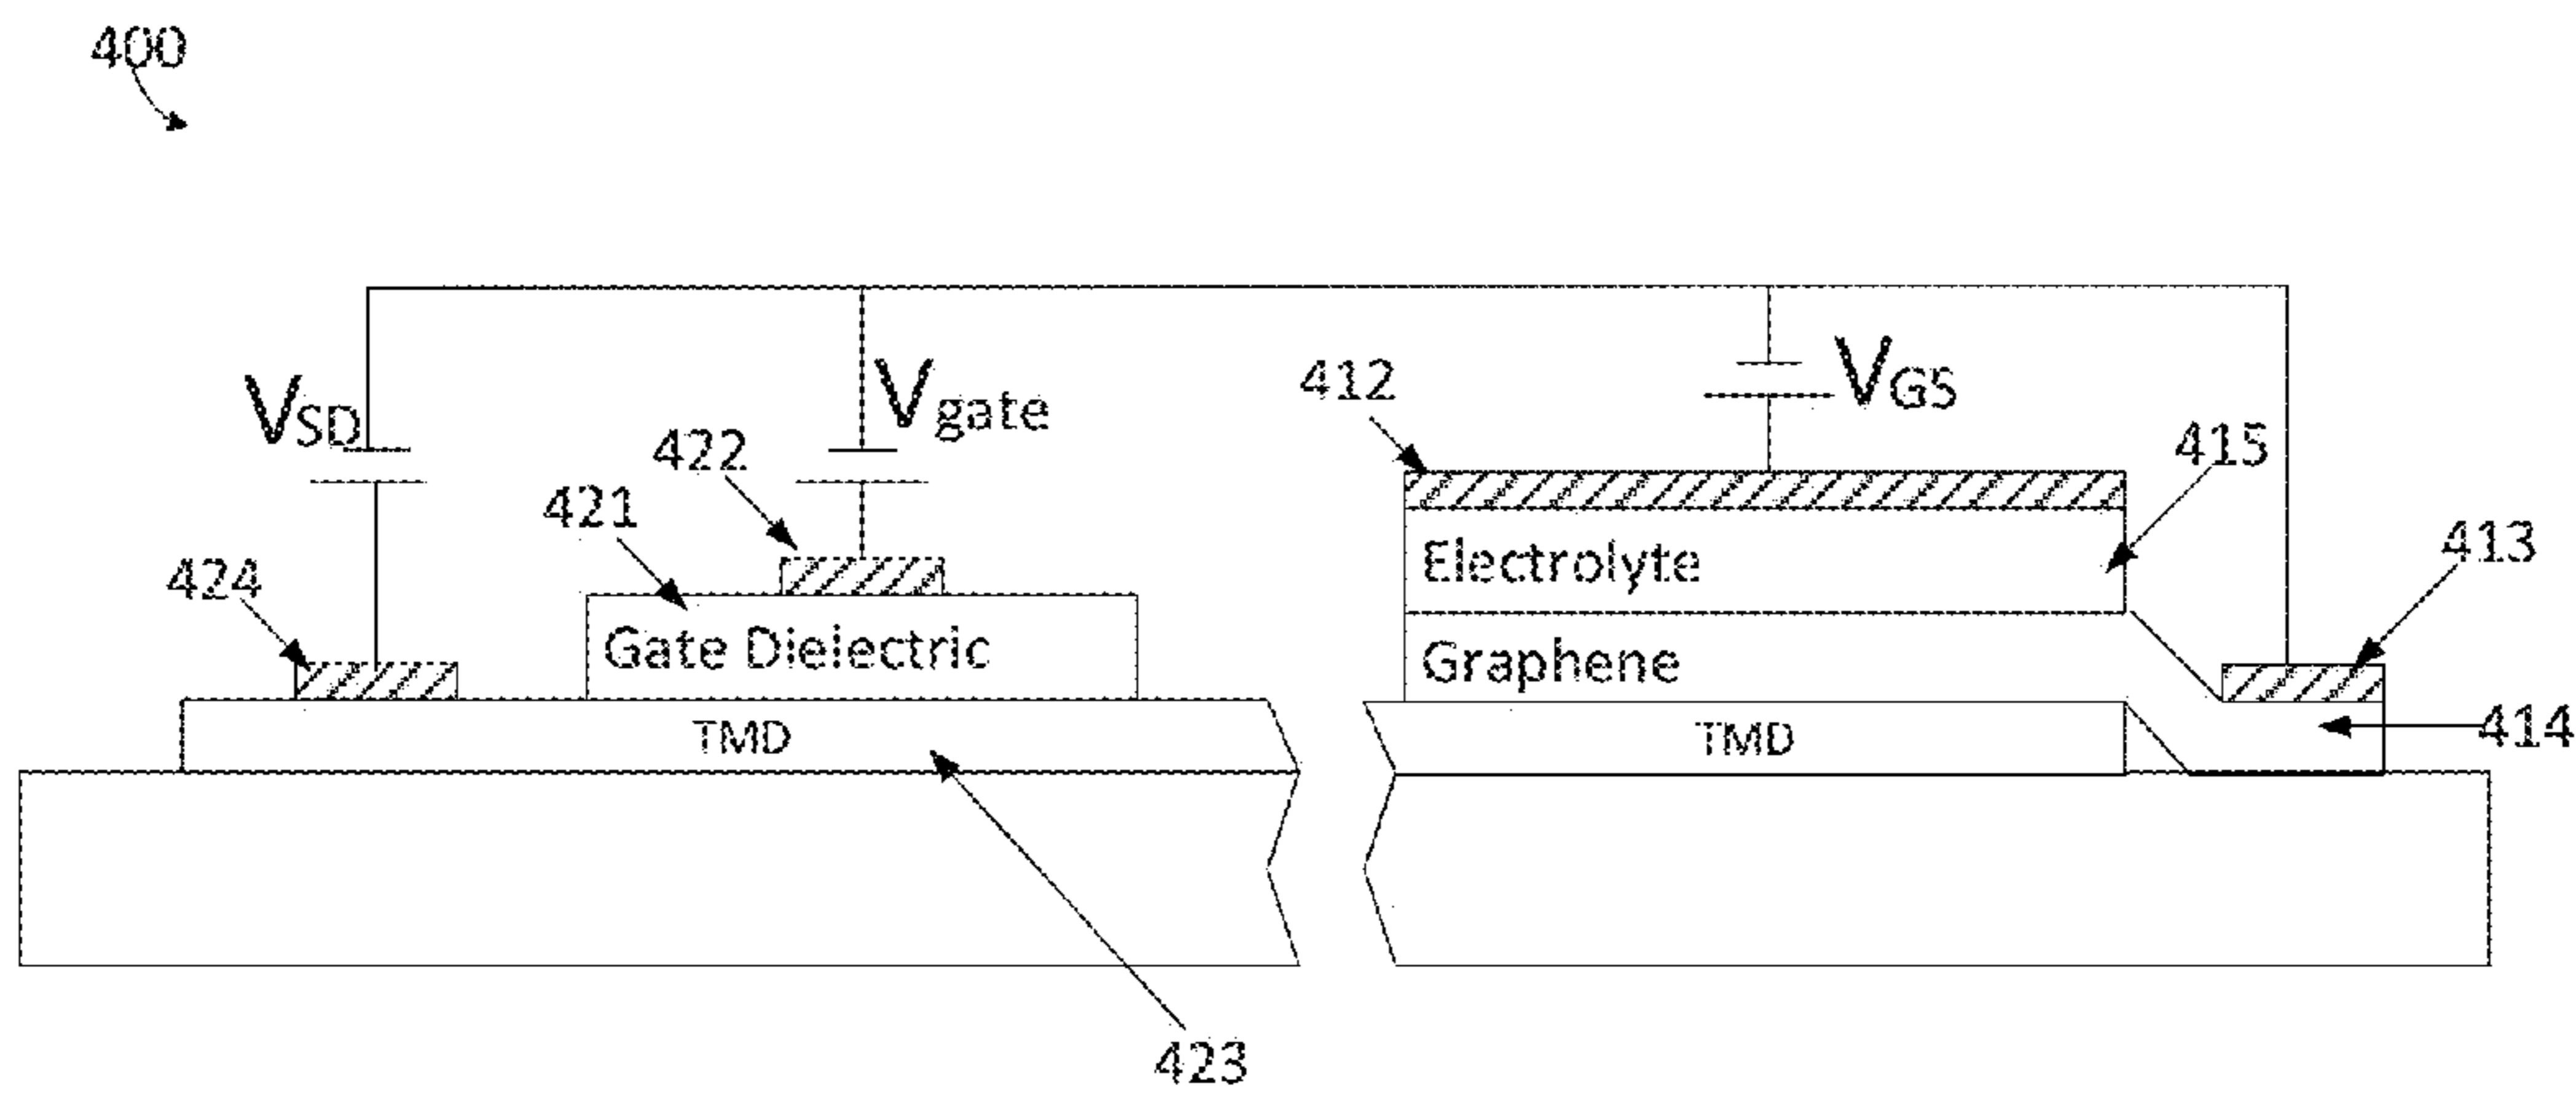 400
VSD
Vgate
VGS
412
422
415
421
413
424
Electrolyte
Gate Dielectric
Graphene
TMD
TMD
414
423